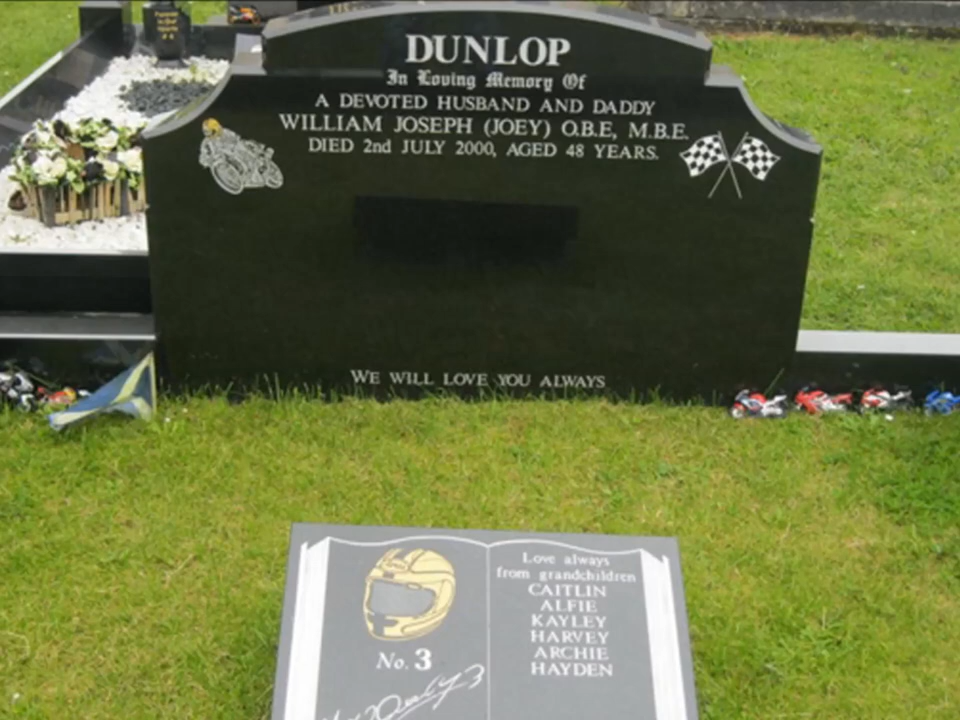 DUNLOP
In Loving Memory Of
A DEVOTED HUSBAND AND DADDY
WILLIAM JOSEPH (JOEY) O.B.E, M.B.E.
DIED 2nd JULY 2000, AGED 48 YEARS.
WE WILL LOVE YOU ALWAYS
No. 3
Love always
from grandchildren
CAITLIN
ALFIE
KAYLEY
HARVEY
ARCHIE
HAYDEN